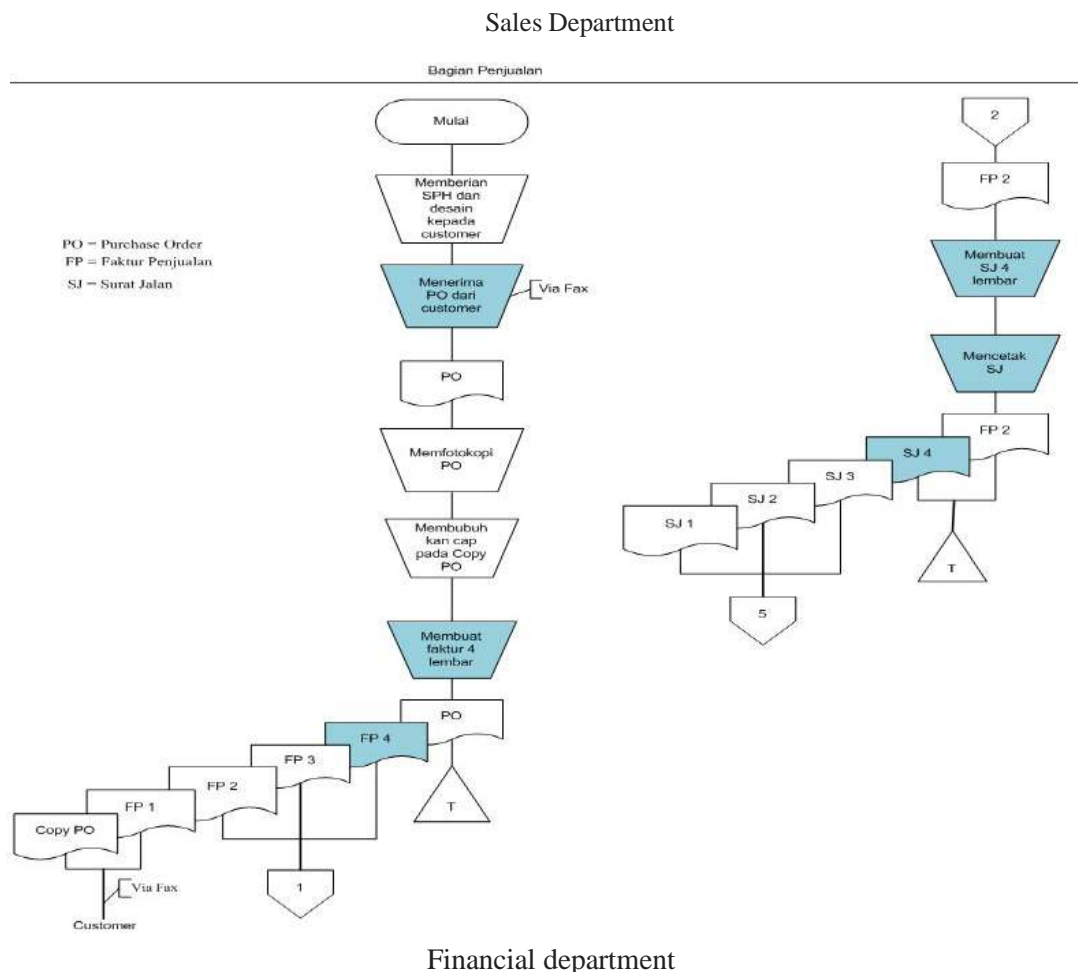 Sales Department
Bagian Penjualan
Mulai
Memberian
SPH dan
desain
kepada
customer
PO = Purchase Order
FP = Faktur Penjualan
SJ = Surat Jalan
Menerima
PO dari
customer
Via Fax
PO
Memfotokopi
PO
Membubuh
kan cap
pada Copy
PO
Membuat
faktur 4
lembar
PO
FP 4
FP 3
FP 2
FP 1
Copy PO
T
1
Via Fax
Customer
2
FP 2
Membuat
SJ 4
lembar
Mencetak
SJ
FP 2
SJ 4
SJ 3
SJ 2
SJ 1
T
5
Financial department